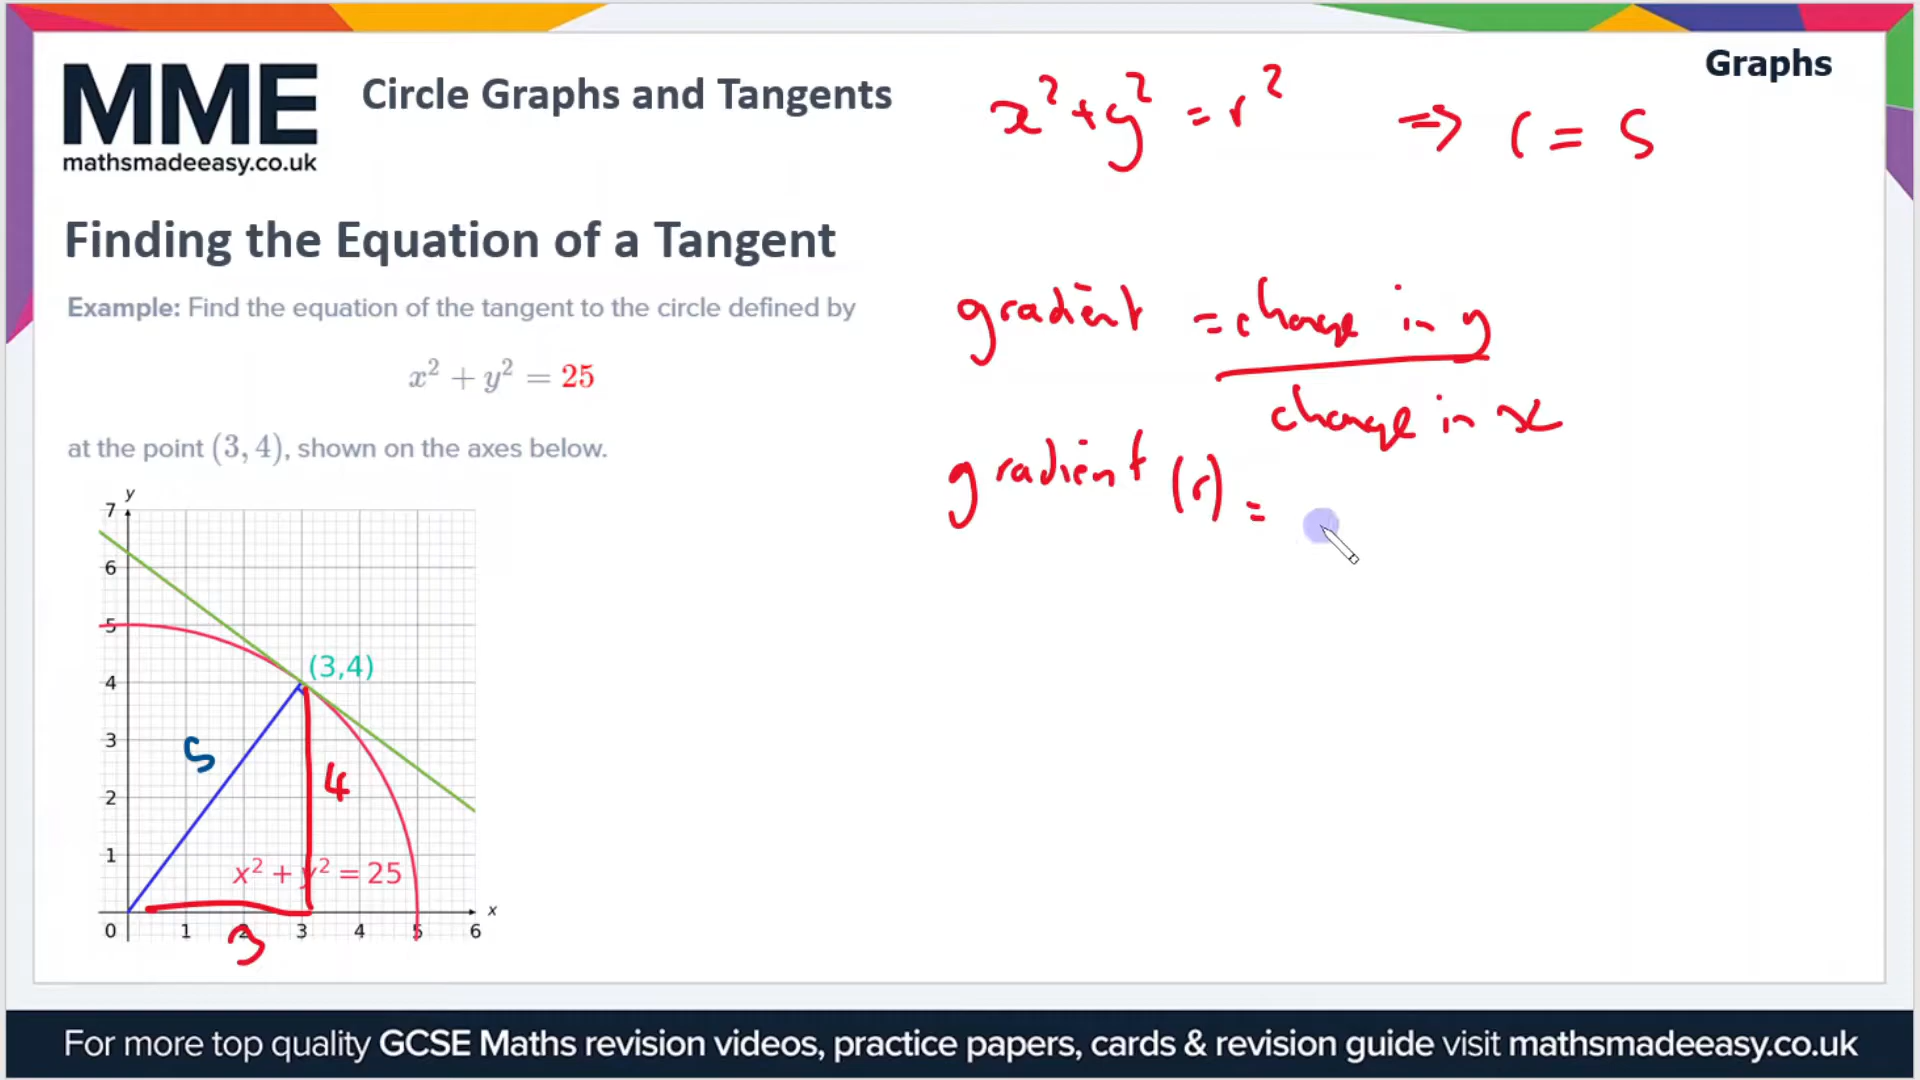 MME
mathsmadeeasy.co.uk
Circle Graphs and Tangents
x² + y² = r² ⇒ r = 5
Graphs
Finding the Equation of a Tangent
Example: Find the equation of the tangent to the circle defined by
x² + y² = 25
at the point (3, 4), shown on the axes below.
gradient = change in y
change in x
gradient (r) =
y
7
6
5
(3,4)
4
3
5
4
2
1
x² + y² = 25
x
0 1 2 3 4 5 6
3
For more top quality GCSE Maths revision videos, practice papers, cards & revision guide visit mathsmadeeasy.co.uk